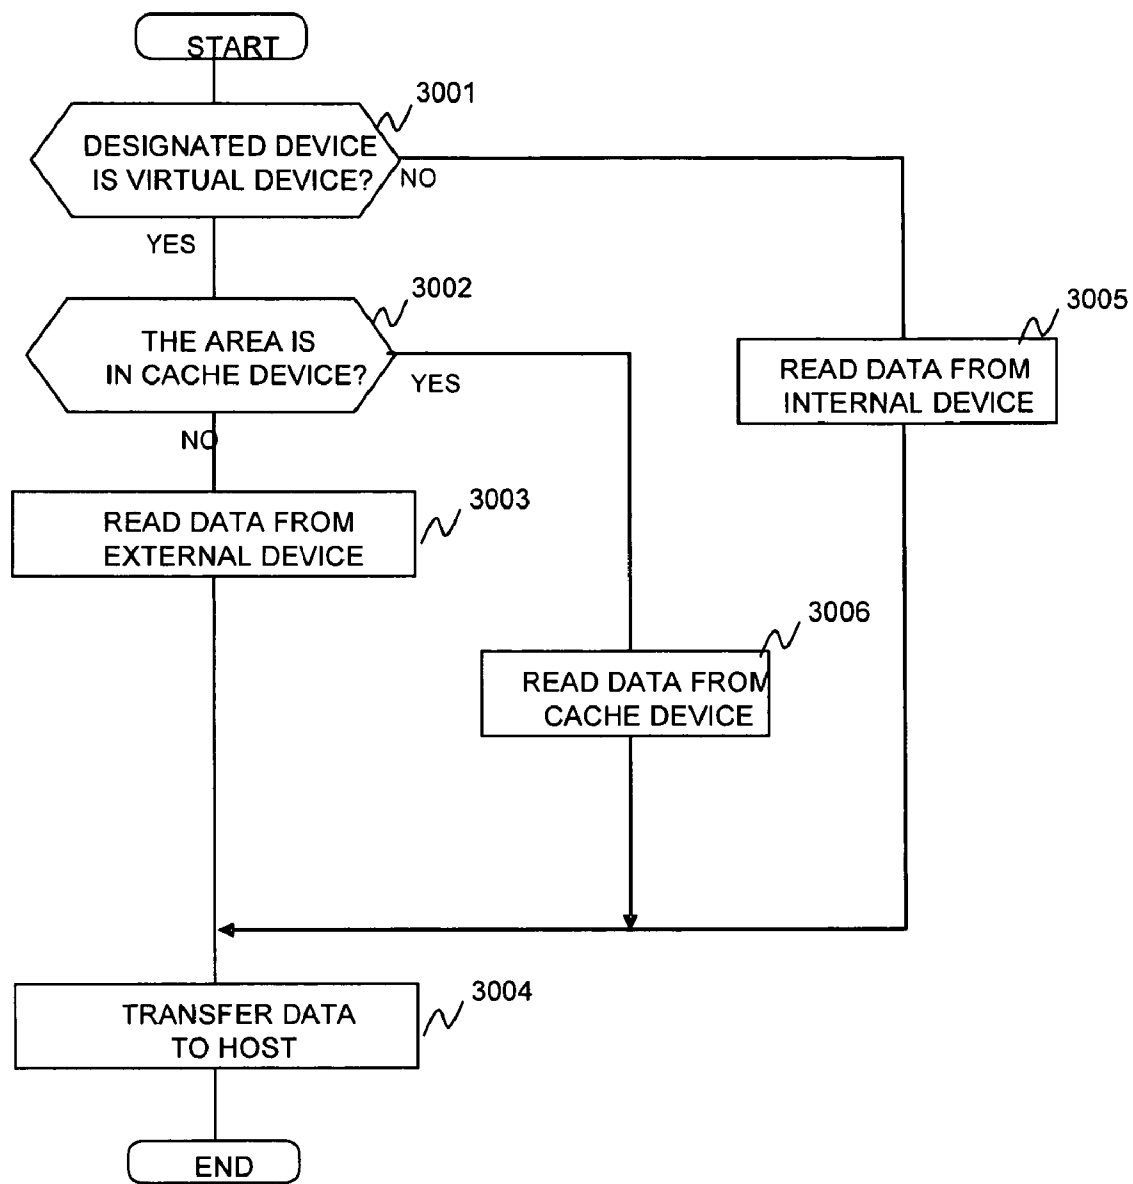 START
3001
DESIGNATED DEVICE
IS VIRTUAL DEVICE?
NO
YES
3002
THE AREA IS
IN CACHE DEVICE?
YES
NO
3005
READ DATA FROM
INTERNAL DEVICE
3003
READ DATA FROM
EXTERNAL DEVICE
3006
READ DATA FROM
CACHE DEVICE
3004
TRANSFER DATA
TO HOST
END